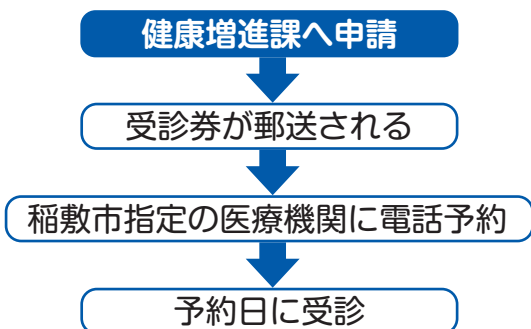 健康増進課へ申請
受診券が郵送される
稲敷市指定の医療機関に電話予約
予約日に受診